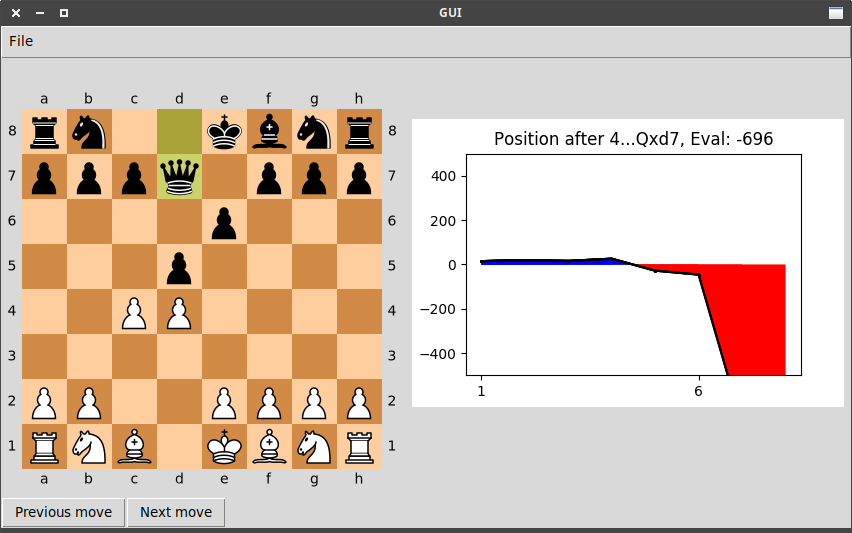 GUI
File
a b c d e f g h
8 8
7 7
6 6
5 5
4 4
3 3
2 2
1 1
a b c d e f g h
Position after 4...Qxd7, Eval: -696
400
200
0
−200
−400
1 6
Previous move Next move